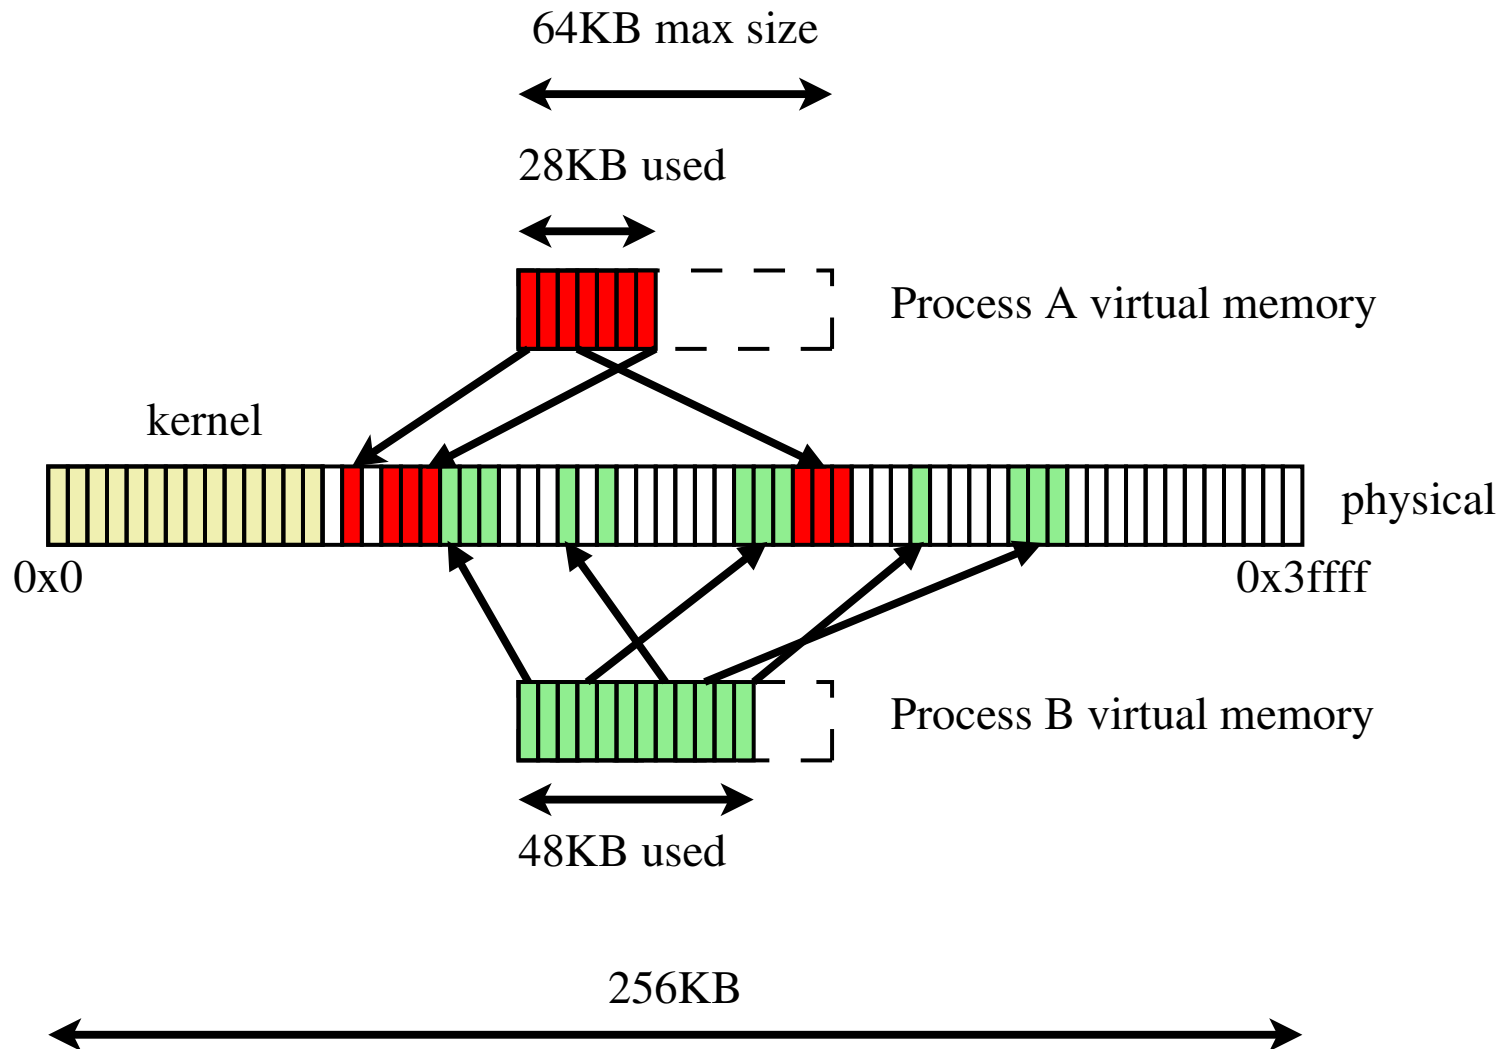 64KB max size
28KB used
Process A virtual memory
kernel
physical
0x0
0x3ffff
Process B virtual memory
48KB used
256KB